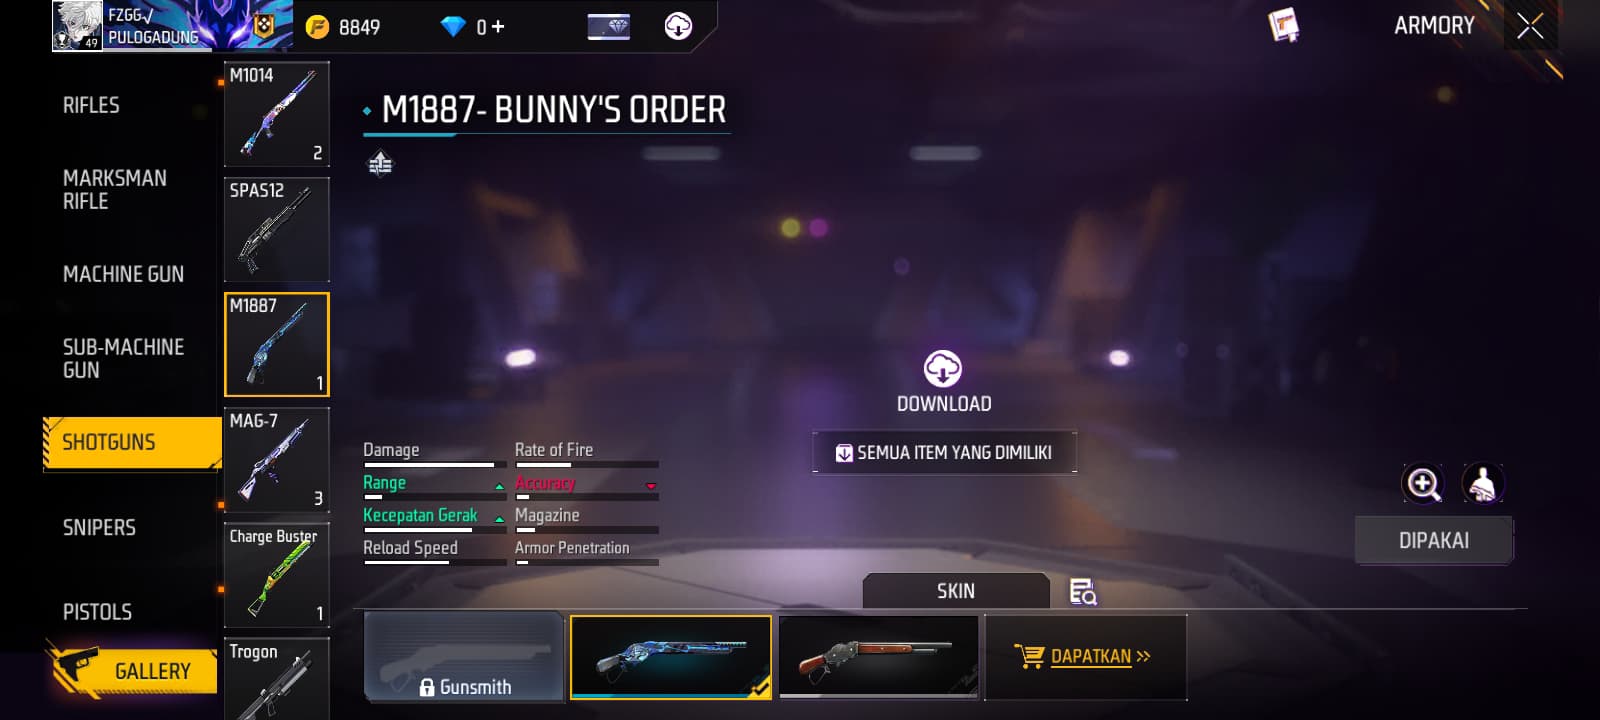 FZGG√
PULOGADUNG
49
8849
0 +
ARMORY
RIFLES
MARKSMAN
RIFLE
MACHINE GUN
SUB-MACHINE
GUN
SHOTGUNS
SNIPERS
PISTOLS
GALLERY
M1014
2
SPAS12
M1887
1
MAG-7
3
Charge Buster
1
Trogon
M1887- BUNNY'S ORDER
DOWNLOAD
SEMUA ITEM YANG DIMILIKI
Damage
Rate of Fire
Range
Accuracy
Kecepatan Gerak
Magazine
Reload Speed
Armor Penetration
DIPAKAI
SKIN
Gunsmith
DAPATKAN >>